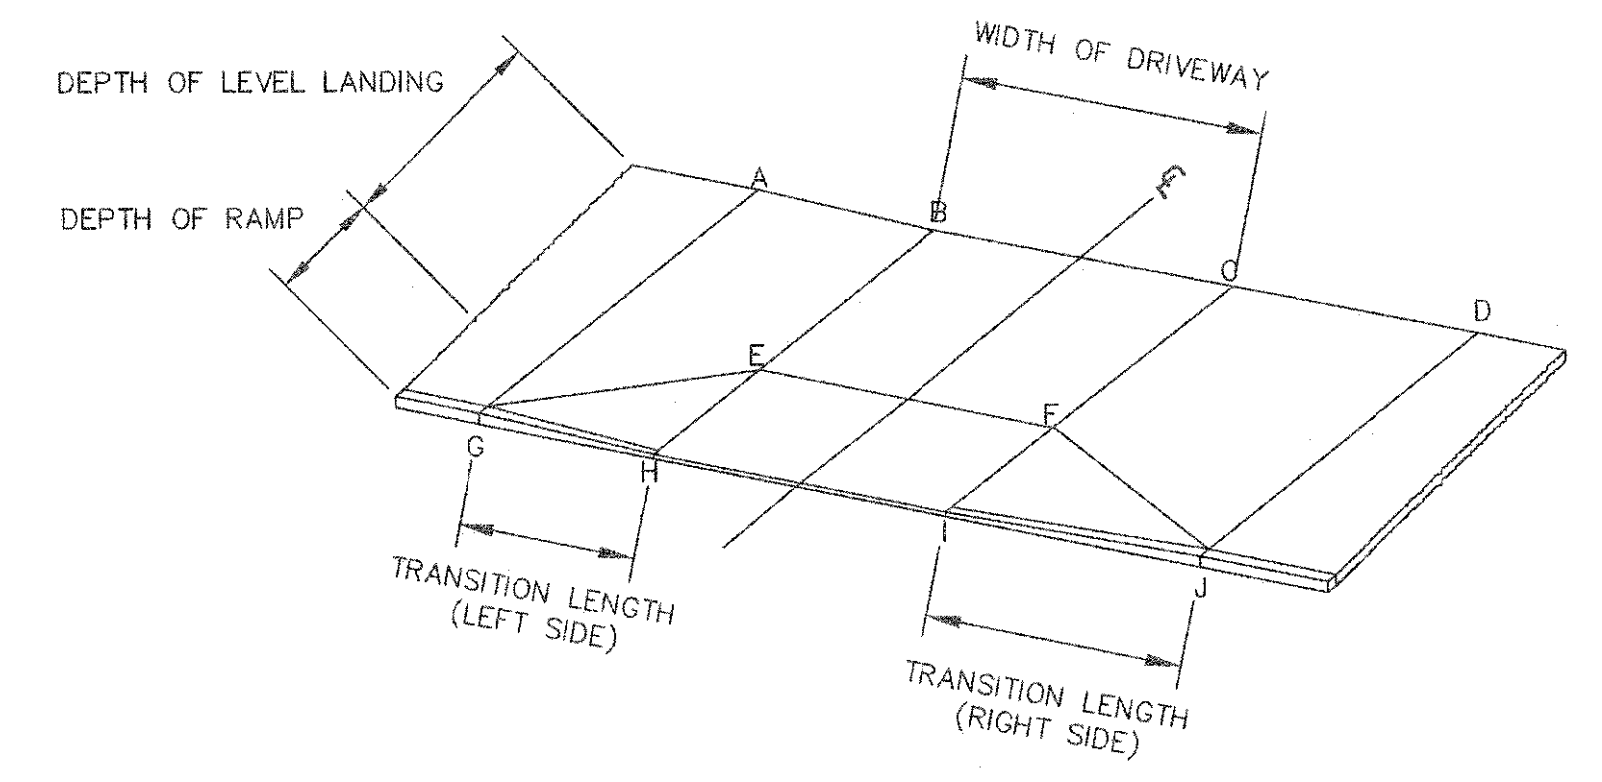 DEPTH OF LEVEL LANDING
WIDTH OF DRIVEWAY
DEPTH OF RAMP
℄
A
B
C
D
E
F
G
H
I
J
TRANSITION LENGTH
(LEFT SIDE)
TRANSITION LENGTH
(RIGHT SIDE)